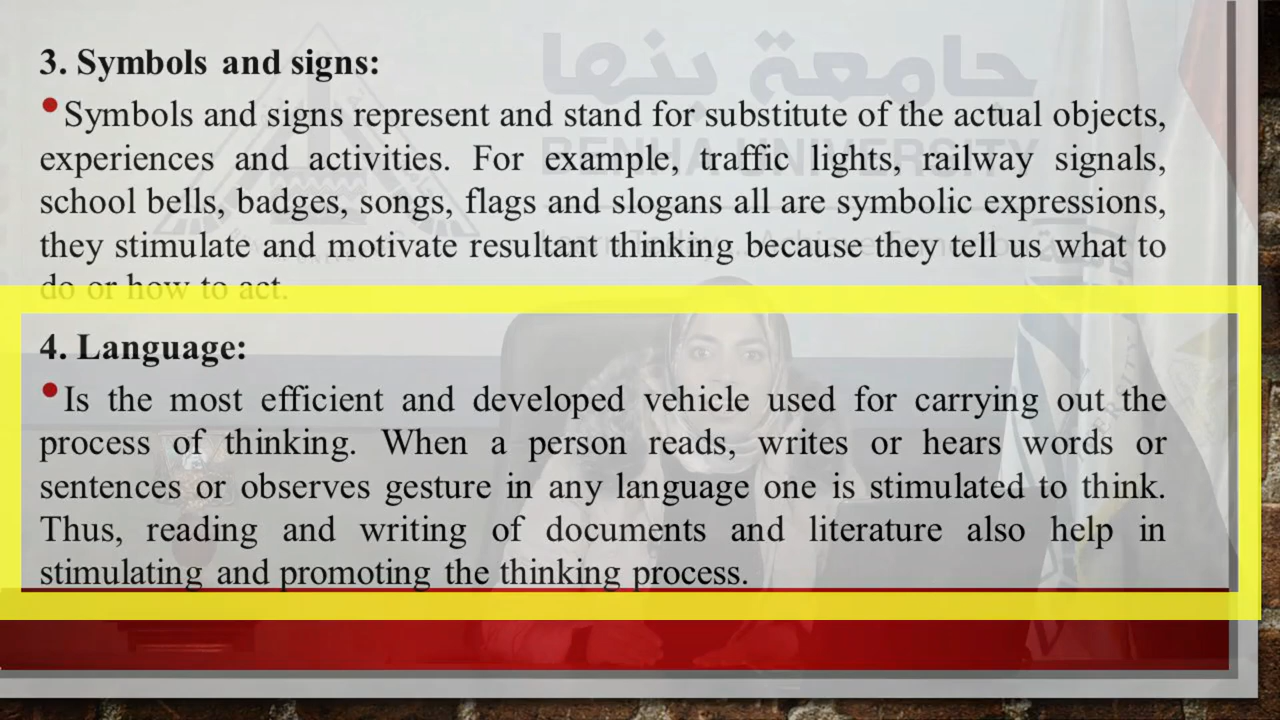 جامعة بنها
BENHA UNIVERSITY
3. Symbols and signs:
•Symbols and signs represent and stand for substitute of the actual objects,
experiences and activities. For example, traffic lights, railway signals,
school bells, badges, songs, flags and slogans all are symbolic expressions,
they stimulate and motivate resultant thinking because they tell us what to
do or how to act.
4. Language:
•Is the most efficient and developed vehicle used for carrying out the
process of thinking. When a person reads, writes or hears words or
sentences or observes gesture in any language one is stimulated to think.
Thus, reading and writing of documents and literature also help in
stimulating and promoting the thinking process.